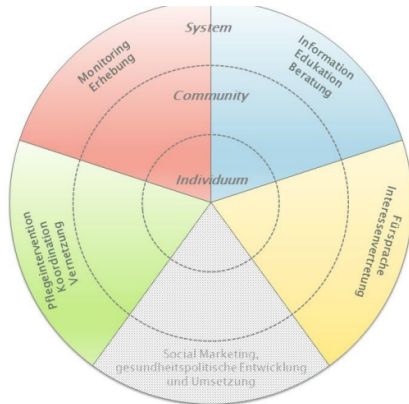 System
Monitoring
Erhebung
Information
Edukation
Beratung
Community
Individuum
Pflegeintervention
Koordination
Vernetzung
Fürsprache
Interessenvertretung
Social Marketing,
gesundheitspolitische Entwicklung
und Umsetzung